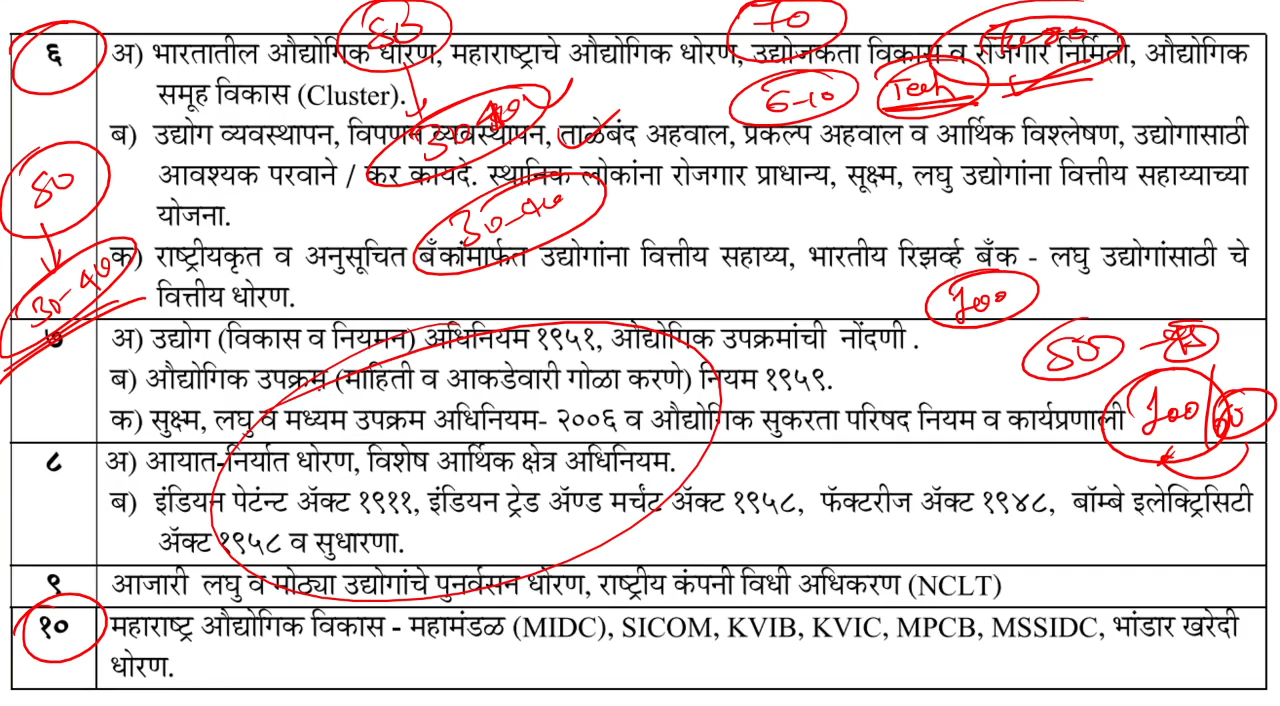 ६ अ) भारतातील औद्योगिक धोरण, महाराष्ट्राचे औद्योगिक धोरण, उद्योजकता विकास व रोजगार निर्मिती, औद्योगिक
समूह विकास (Cluster).
ब) उद्योग व्यवस्थापन, विपणन व्यवस्थापन, ताळेबंद अहवाल, प्रकल्प अहवाल व आर्थिक विश्लेषण, उद्योगासाठी
आवश्यक परवाने / कर कायदे. स्थानिक लोकांना रोजगार प्राधान्य, सूक्ष्म, लघु उद्योगांना वित्तीय सहाय्याच्या
योजना.
क) राष्ट्रीयकृत व अनुसूचित बँकांमार्फत उद्योगांना वित्तीय सहाय्य, भारतीय रिझर्व्ह बँक - लघु उद्योगांसाठी चे
वित्तीय धोरण.
७ अ) उद्योग (विकास व नियमन) अधिनियम १९५१, औद्योगिक उपक्रमांची नोंदणी .
ब) औद्योगिक उपक्रम (माहिती व आकडेवारी गोळा करणे) नियम १९५९.
क) सुक्ष्म, लघु व मध्यम उपक्रम अधिनियम- २००६ व औद्योगिक सुकरता परिषद नियम व कार्यप्रणाली
८ अ) आयात-निर्यात धोरण, विशेष आर्थिक क्षेत्र अधिनियम.
ब) इंडियन पेटंन्ट ॲक्ट १९११, इंडियन ट्रेड ॲण्ड मर्चंट ॲक्ट १९५८, फॅक्टरीज ॲक्ट १९४८, बॉम्बे इलेक्ट्रिसिटी
ॲक्ट १९५८ व सुधारणा.
९ आजारी लघु व मोठ्या उद्योगांचे पुनर्वसन धोरण, राष्ट्रीय कंपनी विधी अधिकरण (NCLT)
१० महाराष्ट्र औद्योगिक विकास - महामंडळ (MIDC), SICOM, KVIB, KVIC, MPCB, MSSIDC, भांडार खरेदी
धोरण.
70
6-10
Tech
30-40
80
30-40